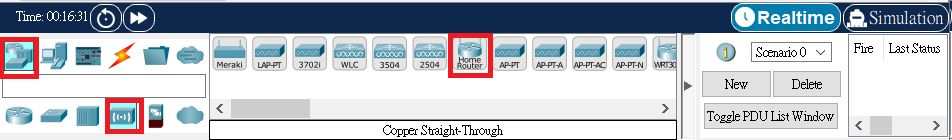 Time: 00:16:31
Realtime
Simulation
Meraki
LAP-PT
3702i
WLC
3504
2504
Home
Router
AP-PT
AP-PT-A
AP-PT-AC
AP-PT-N
WRT30
Scenario 0
Fire
Last Status
New
Delete
Toggle PDU List Window
Copper Straight-Through